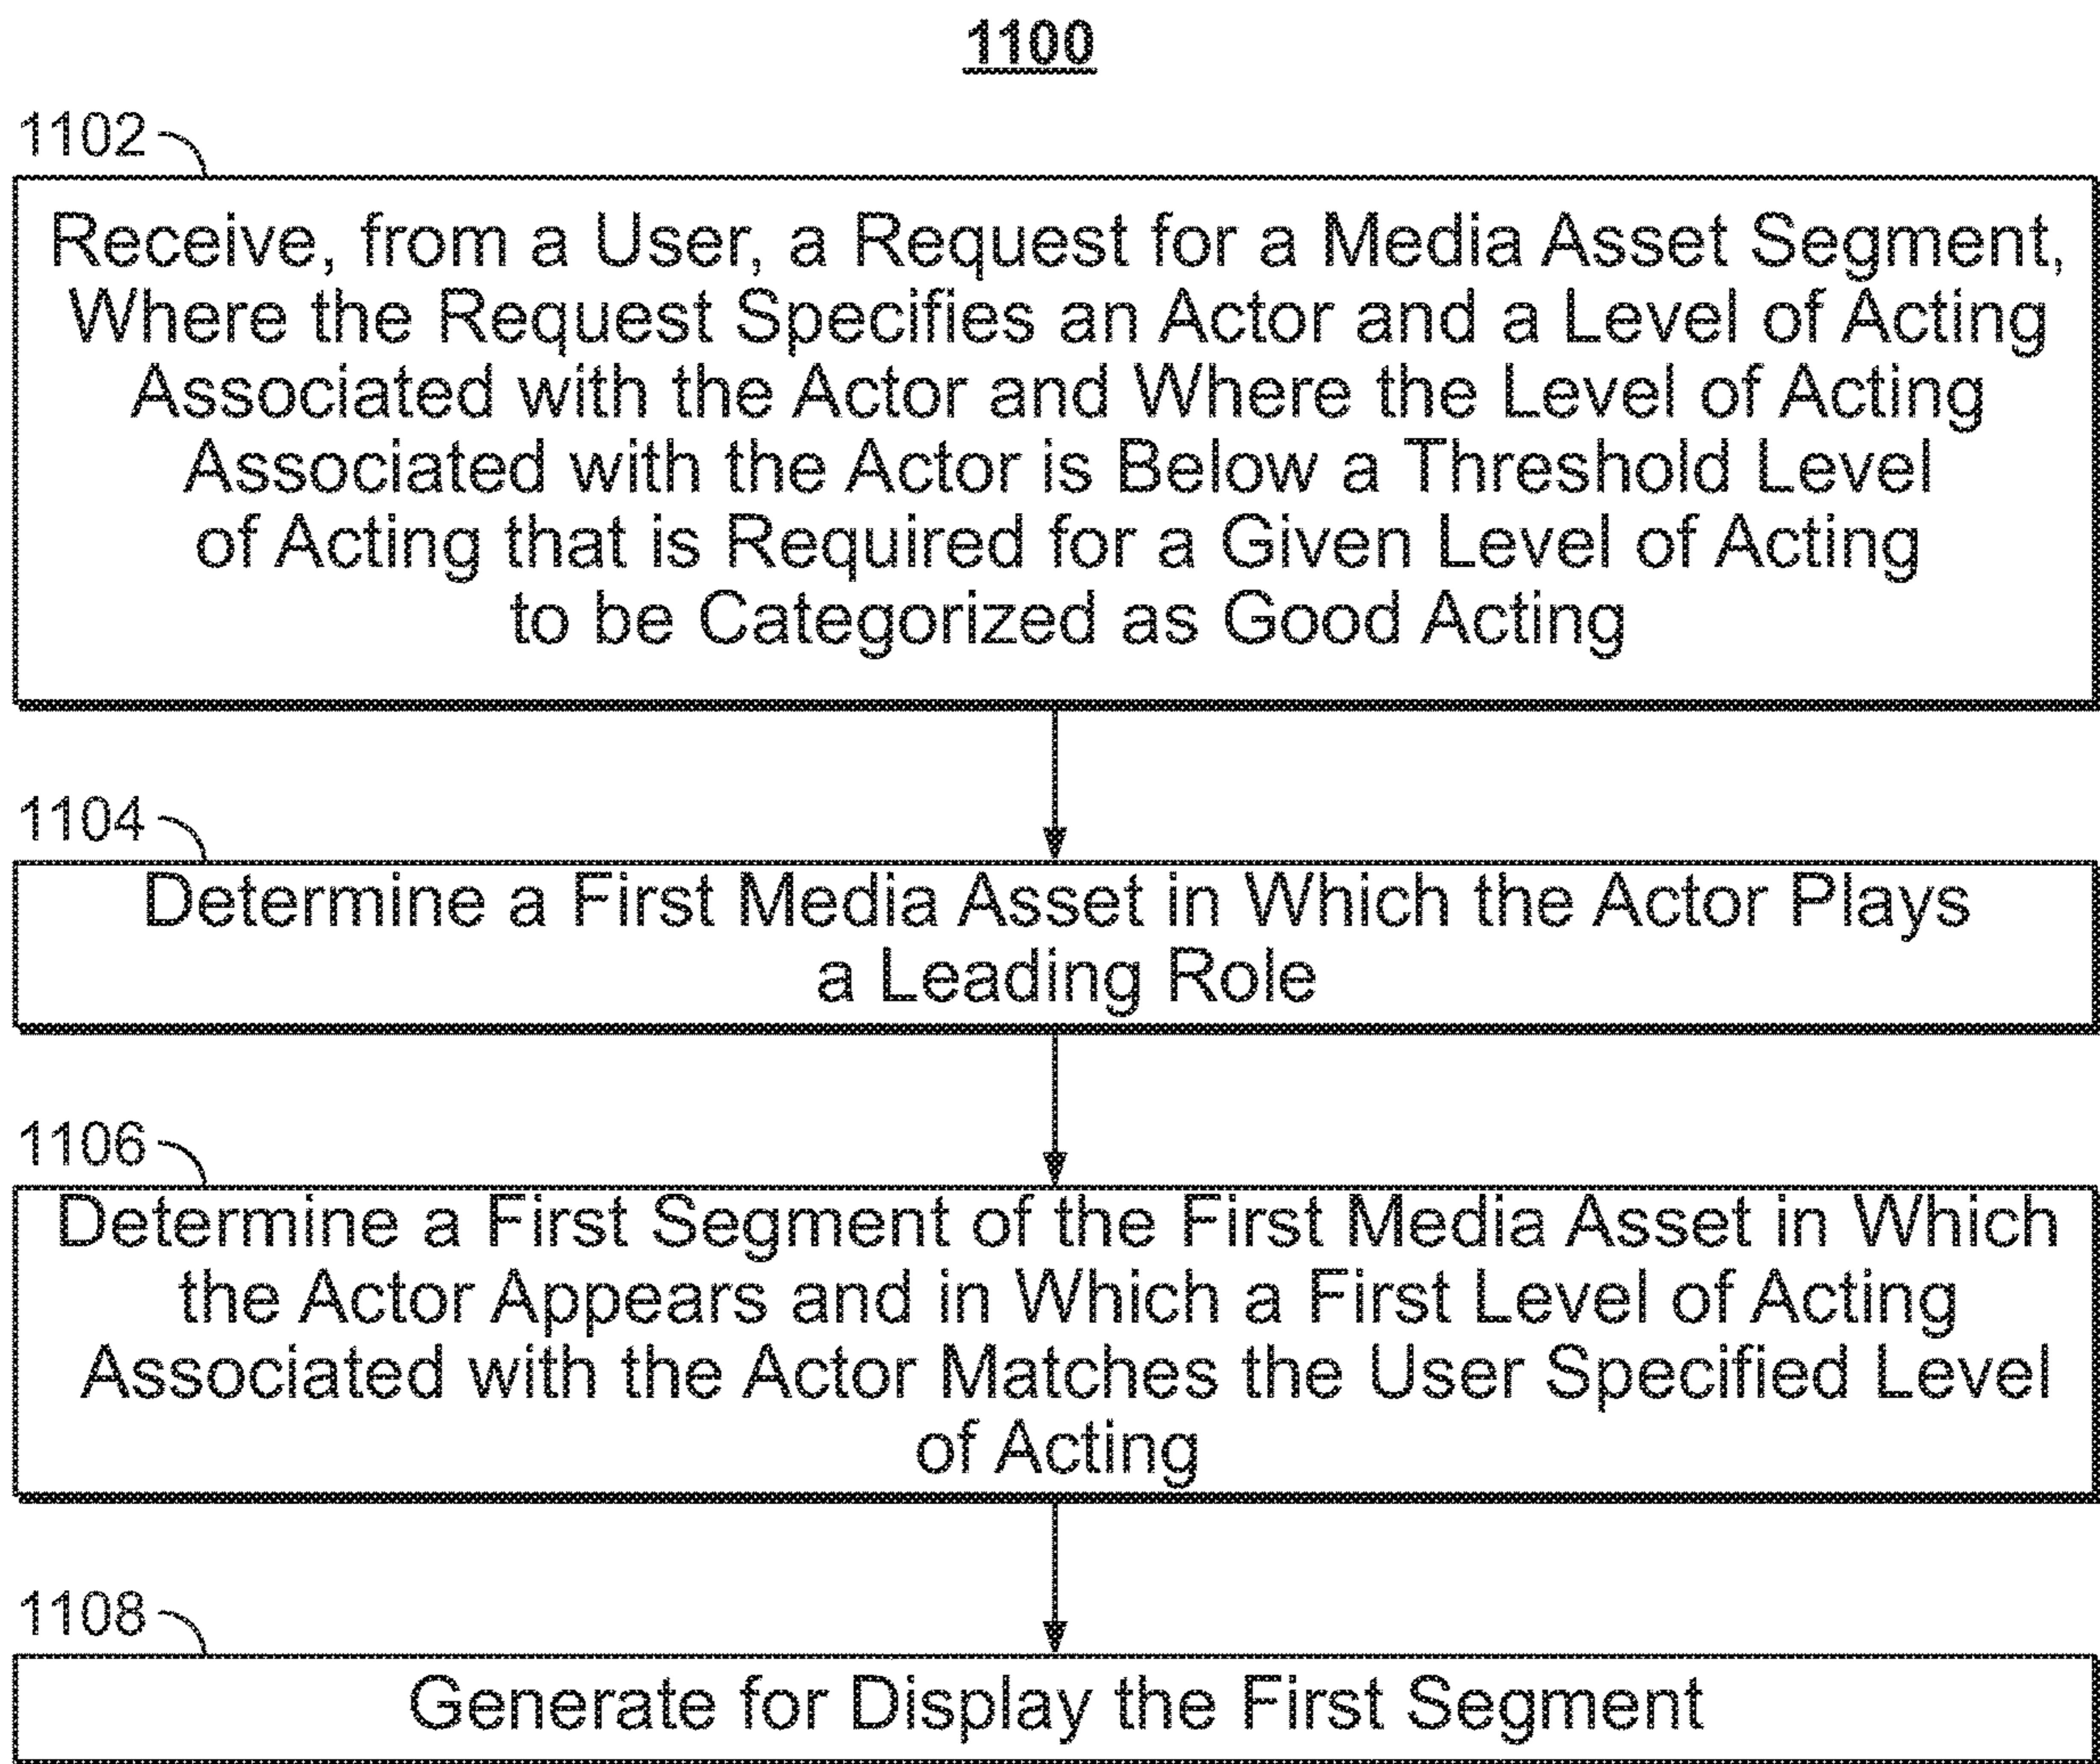 1100
1102
Receive, from a User, a Request for a Media Asset Segment,
Where the Request Specifies an Actor and a Level of Acting
Associated with the Actor and Where the Level of Acting
Associated with the Actor is Below a Threshold Level
of Acting that is Required for a Given Level of Acting
to be Categorized as Good Acting
1104
Determine a First Media Asset in Which the Actor Plays
a Leading Role
1106
Determine a First Segment of the First Media Asset in Which
the Actor Appears and in Which a First Level of Acting
Associated with the Actor Matches the User Specified Level
of Acting
1108
Generate for Display the First Segment